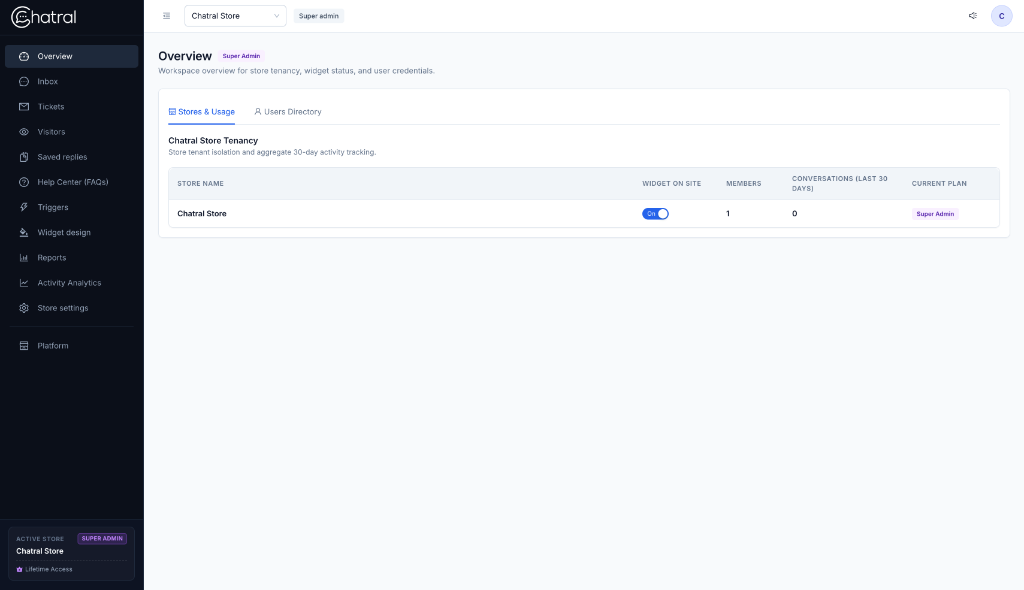 Chatral
Overview
Inbox
Tickets
Visitors
Saved replies
Help Center (FAQs)
Triggers
Widget design
Reports
Activity Analytics
Store settings
Platform
ACTIVE STORE
SUPER ADMIN
Chatral Store
Lifetime Access
Chatral Store
Super admin
C
Overview
Super Admin
Workspace overview for store tenancy, widget status, and user credentials.
Stores & Usage
Users Directory
Chatral Store Tenancy
Store tenant isolation and aggregate 30-day activity tracking.
STORE NAME
WIDGET ON SITE
MEMBERS
CONVERSATIONS (LAST 30
DAYS)
CURRENT PLAN
Chatral Store
On
1
0
Super Admin